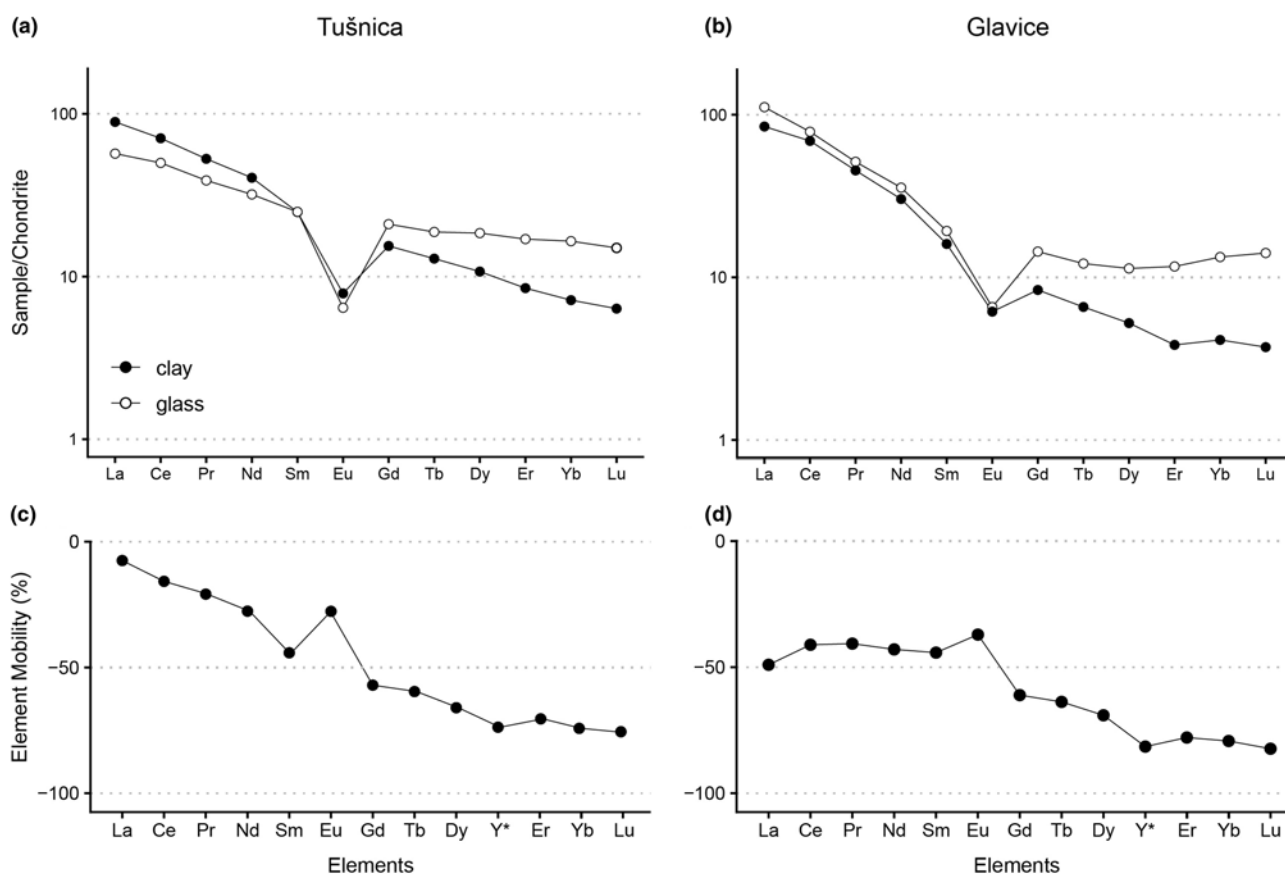 (a) Tušnica
(b) Glavice
Sample/Chondrite
100
10
1
clay
glass
La Ce Pr Nd Sm Eu Gd Tb Dy Er Yb Lu
100
10
1
La Ce Pr Nd Sm Eu Gd Tb Dy Er Yb Lu
(c)
Element Mobility (%)
0
−50
−100
La Ce Pr Nd Sm Eu Gd Tb Dy Y* Er Yb Lu
Elements
(d)
0
−50
−100
La Ce Pr Nd Sm Eu Gd Tb Dy Y* Er Yb Lu
Elements